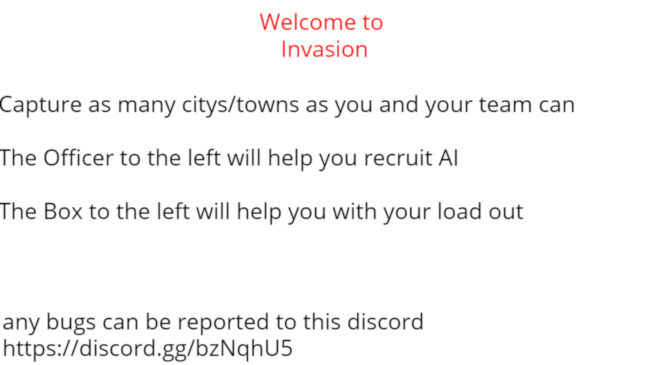 Welcome to
Invasion
Capture as many citys/towns as you and your team can
The Officer to the left will help you recruit AI
The Box to the left will help you with your load out
any bugs can be reported to this discord
https://discord.gg/bzNqhU5